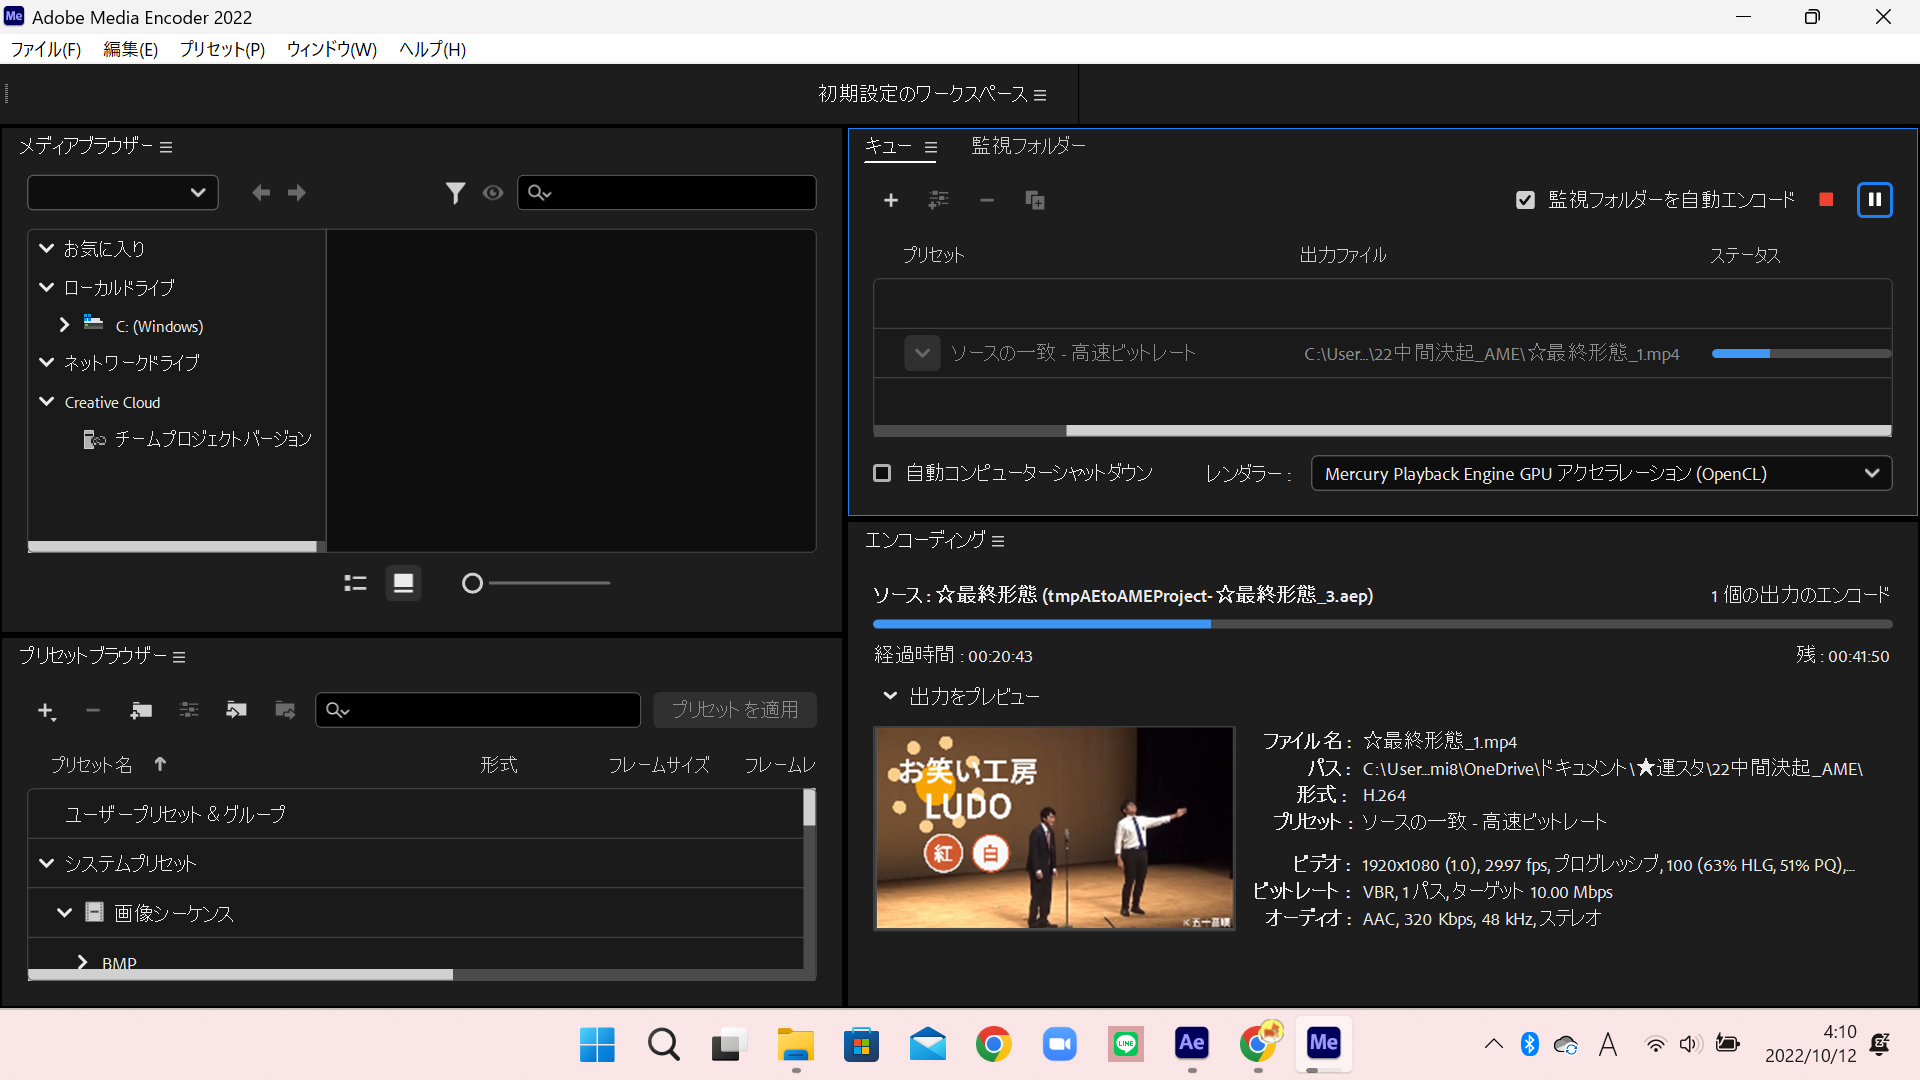 Me Adobe Media Encoder 2022
ファイル(F) 編集(E) プリセット(P) ウィンドウ(W) ヘルプ(H)
初期設定のワークスペース
メディアブラウザー
お気に入り
ローカルドライブ
C: (Windows)
ネットワークドライブ
Creative Cloud
チームプロジェクトバージョン
プリセットブラウザー
プリセットを適用
プリセット名 形式 フレームサイズ フレームレ
ユーザープリセット & グループ
システムプリセット
画像シーケンス
BMP
キュー 監視フォルダー
監視フォルダーを自動エンコード
プリセット 出力ファイル ステータス
ソースの一致 - 高速ビットレート C:\User...\22中間決起_AME\☆最終形態_1.mp4
自動コンピューターシャットダウン レンダラー : Mercury Playback Engine GPU アクセラレーション (OpenCL)
エンコーディング
ソース : ☆最終形態 (tmpAEtoAMEProject-☆最終形態_3.aep) 1 個の出力のエンコード
経過時間 : 00:20:43 残 : 00:41:50
出力をプレビュー
お笑い工房
LUDO
紅 白
ファイル名 : ☆最終形態_1.mp4
パス : C:\User...mi8\OneDrive\ドキュメント\★運スタ\22中間決起_AME\
形式 : H.264
プリセット : ソースの一致 - 高速ビットレート
ビデオ : 1920x1080 (1.0), 29.97 fps, プログレッシブ, 100 (63% HLG, 51% PQ),...
ビットレート : VBR, 1 パス, ターゲット 10.00 Mbps
オーディオ : AAC, 320 Kbps, 48 kHz, ステレオ
LINE Ae Me A 4:10
2022/10/12